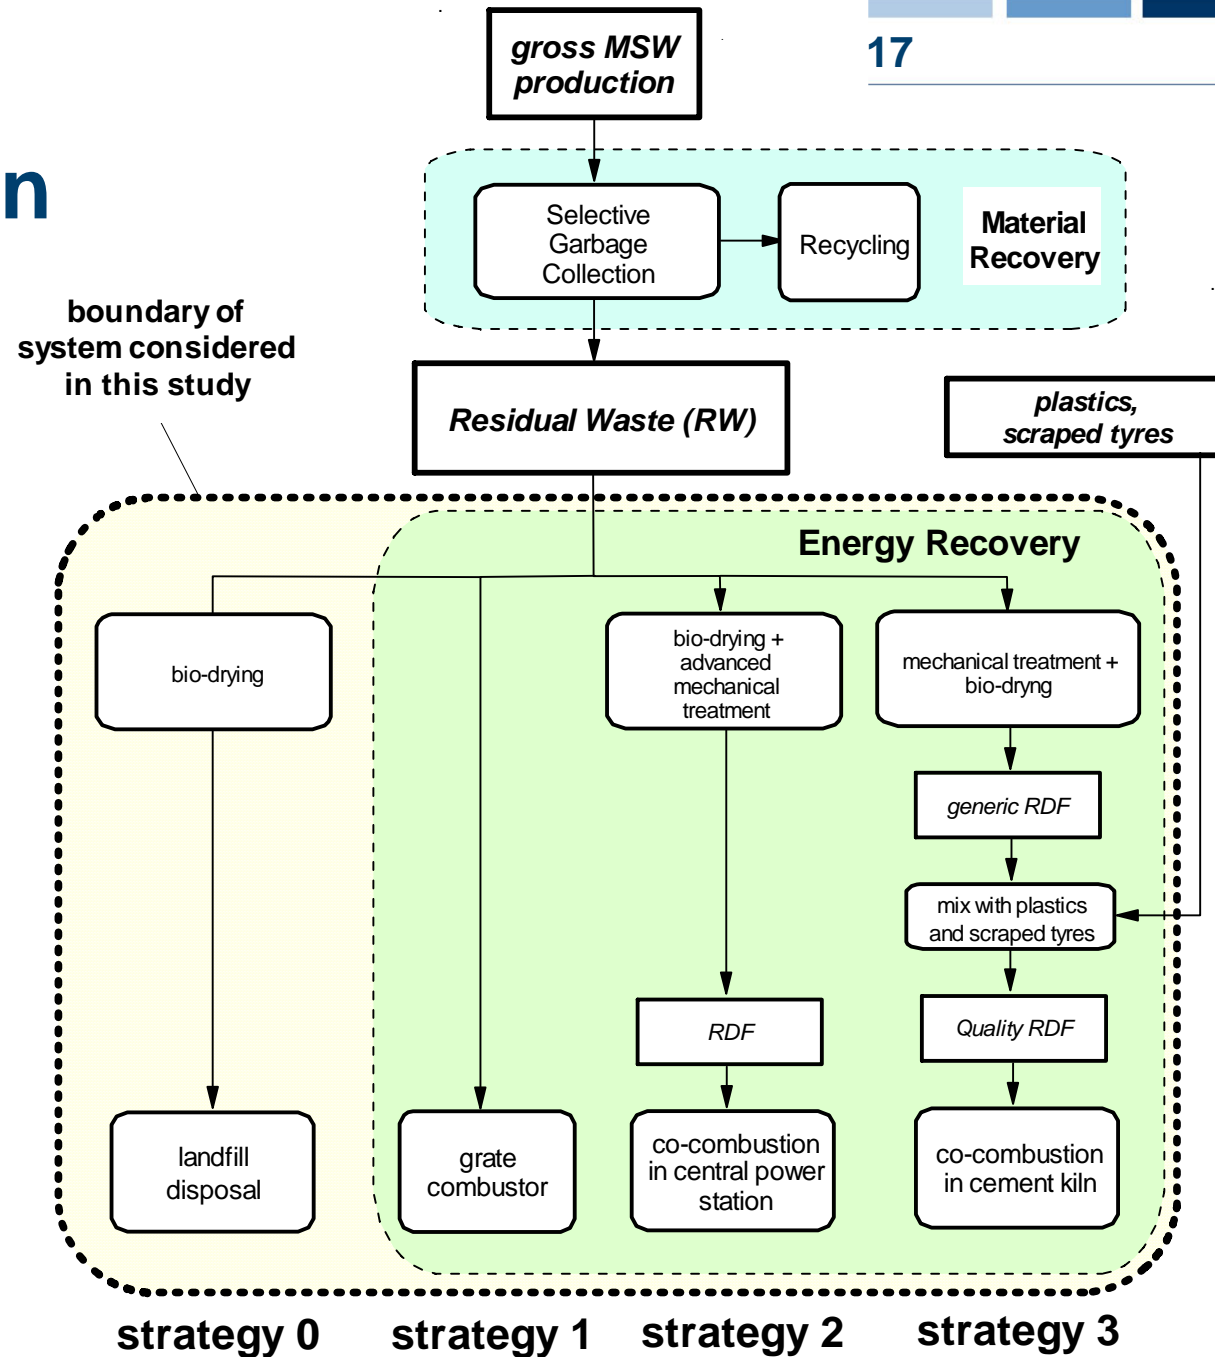 17
n
gross MSW
production
Selective
Garbage
Collection
Recycling
Material
Recovery
boundary of
system considered
in this study
Residual Waste (RW)
plastics,
scraped tyres
Energy Recovery
bio-drying
bio-drying +
advanced
mechanical
treatment
mechanical treatment +
bio-dryng
generic RDF
mix with plastics
and scraped tyres
RDF
Quality RDF
landfill
disposal
grate
combustor
co-combustion
in central power
station
co-combustion
in cement kiln
strategy 0
strategy 1
strategy 2
strategy 3